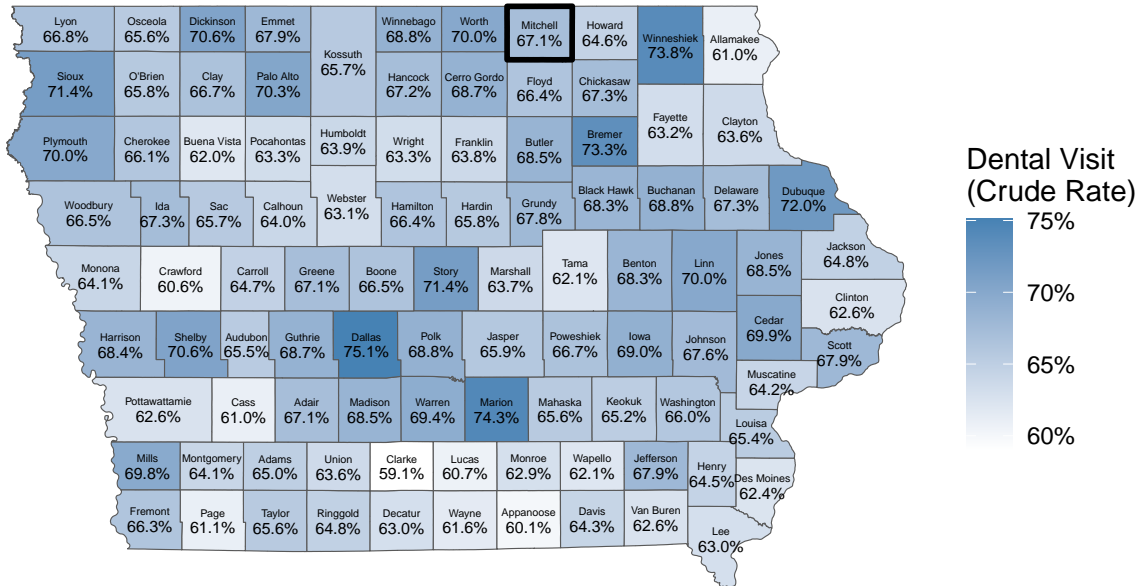 Lyon
66.8%
Osceola
65.6%
Dickinson
70.6%
Emmet
67.9%
Kossuth
65.7%
Winnebago
68.8%
Worth
70.0%
Mitchell
67.1%
Howard
64.6%
Winneshiek
73.8%
Allamakee
61.0%
Sioux
71.4%
O'Brien
65.8%
Clay
66.7%
Palo Alto
70.3%
Hancock
67.2%
Cerro Gordo
68.7%
Floyd
66.4%
Chickasaw
67.3%
Fayette
63.2%
Clayton
63.6%
Plymouth
70.0%
Cherokee
66.1%
Buena Vista
62.0%
Pocahontas
63.3%
Humboldt
63.9%
Wright
63.3%
Franklin
63.8%
Butler
68.5%
Bremer
73.3%
Woodbury
66.5%
Ida
67.3%
Sac
65.7%
Calhoun
64.0%
Webster
63.1%
Hamilton
66.4%
Hardin
65.8%
Grundy
67.8%
Black Hawk
68.3%
Buchanan
68.8%
Delaware
67.3%
Dubuque
72.0%
Monona
64.1%
Crawford
60.6%
Carroll
64.7%
Greene
67.1%
Boone
66.5%
Story
71.4%
Marshall
63.7%
Tama
62.1%
Benton
68.3%
Linn
70.0%
Jones
68.5%
Jackson
64.8%
Clinton
62.6%
Harrison
68.4%
Shelby
70.6%
Audubon
65.5%
Guthrie
68.7%
Dallas
75.1%
Polk
68.8%
Jasper
65.9%
Poweshiek
66.7%
Iowa
69.0%
Johnson
67.6%
Cedar
69.9%
Scott
67.9%
Muscatine
64.2%
Pottawattamie
62.6%
Cass
61.0%
Adair
67.1%
Madison
68.5%
Warren
69.4%
Marion
74.3%
Mahaska
65.6%
Keokuk
65.2%
Washington
66.0%
Louisa
65.4%
Mills
69.8%
Montgomery
64.1%
Adams
65.0%
Union
63.6%
Clarke
59.1%
Lucas
60.7%
Monroe
62.9%
Wapello
62.1%
Jefferson
67.9%
Henry
64.5%
Des Moines
62.4%
Fremont
66.3%
Page
61.1%
Taylor
65.6%
Ringgold
64.8%
Decatur
63.0%
Wayne
61.6%
Appanoose
60.1%
Davis
64.3%
Van Buren
62.6%
Lee
63.0%
Dental Visit
(Crude Rate)
75%
70%
65%
60%